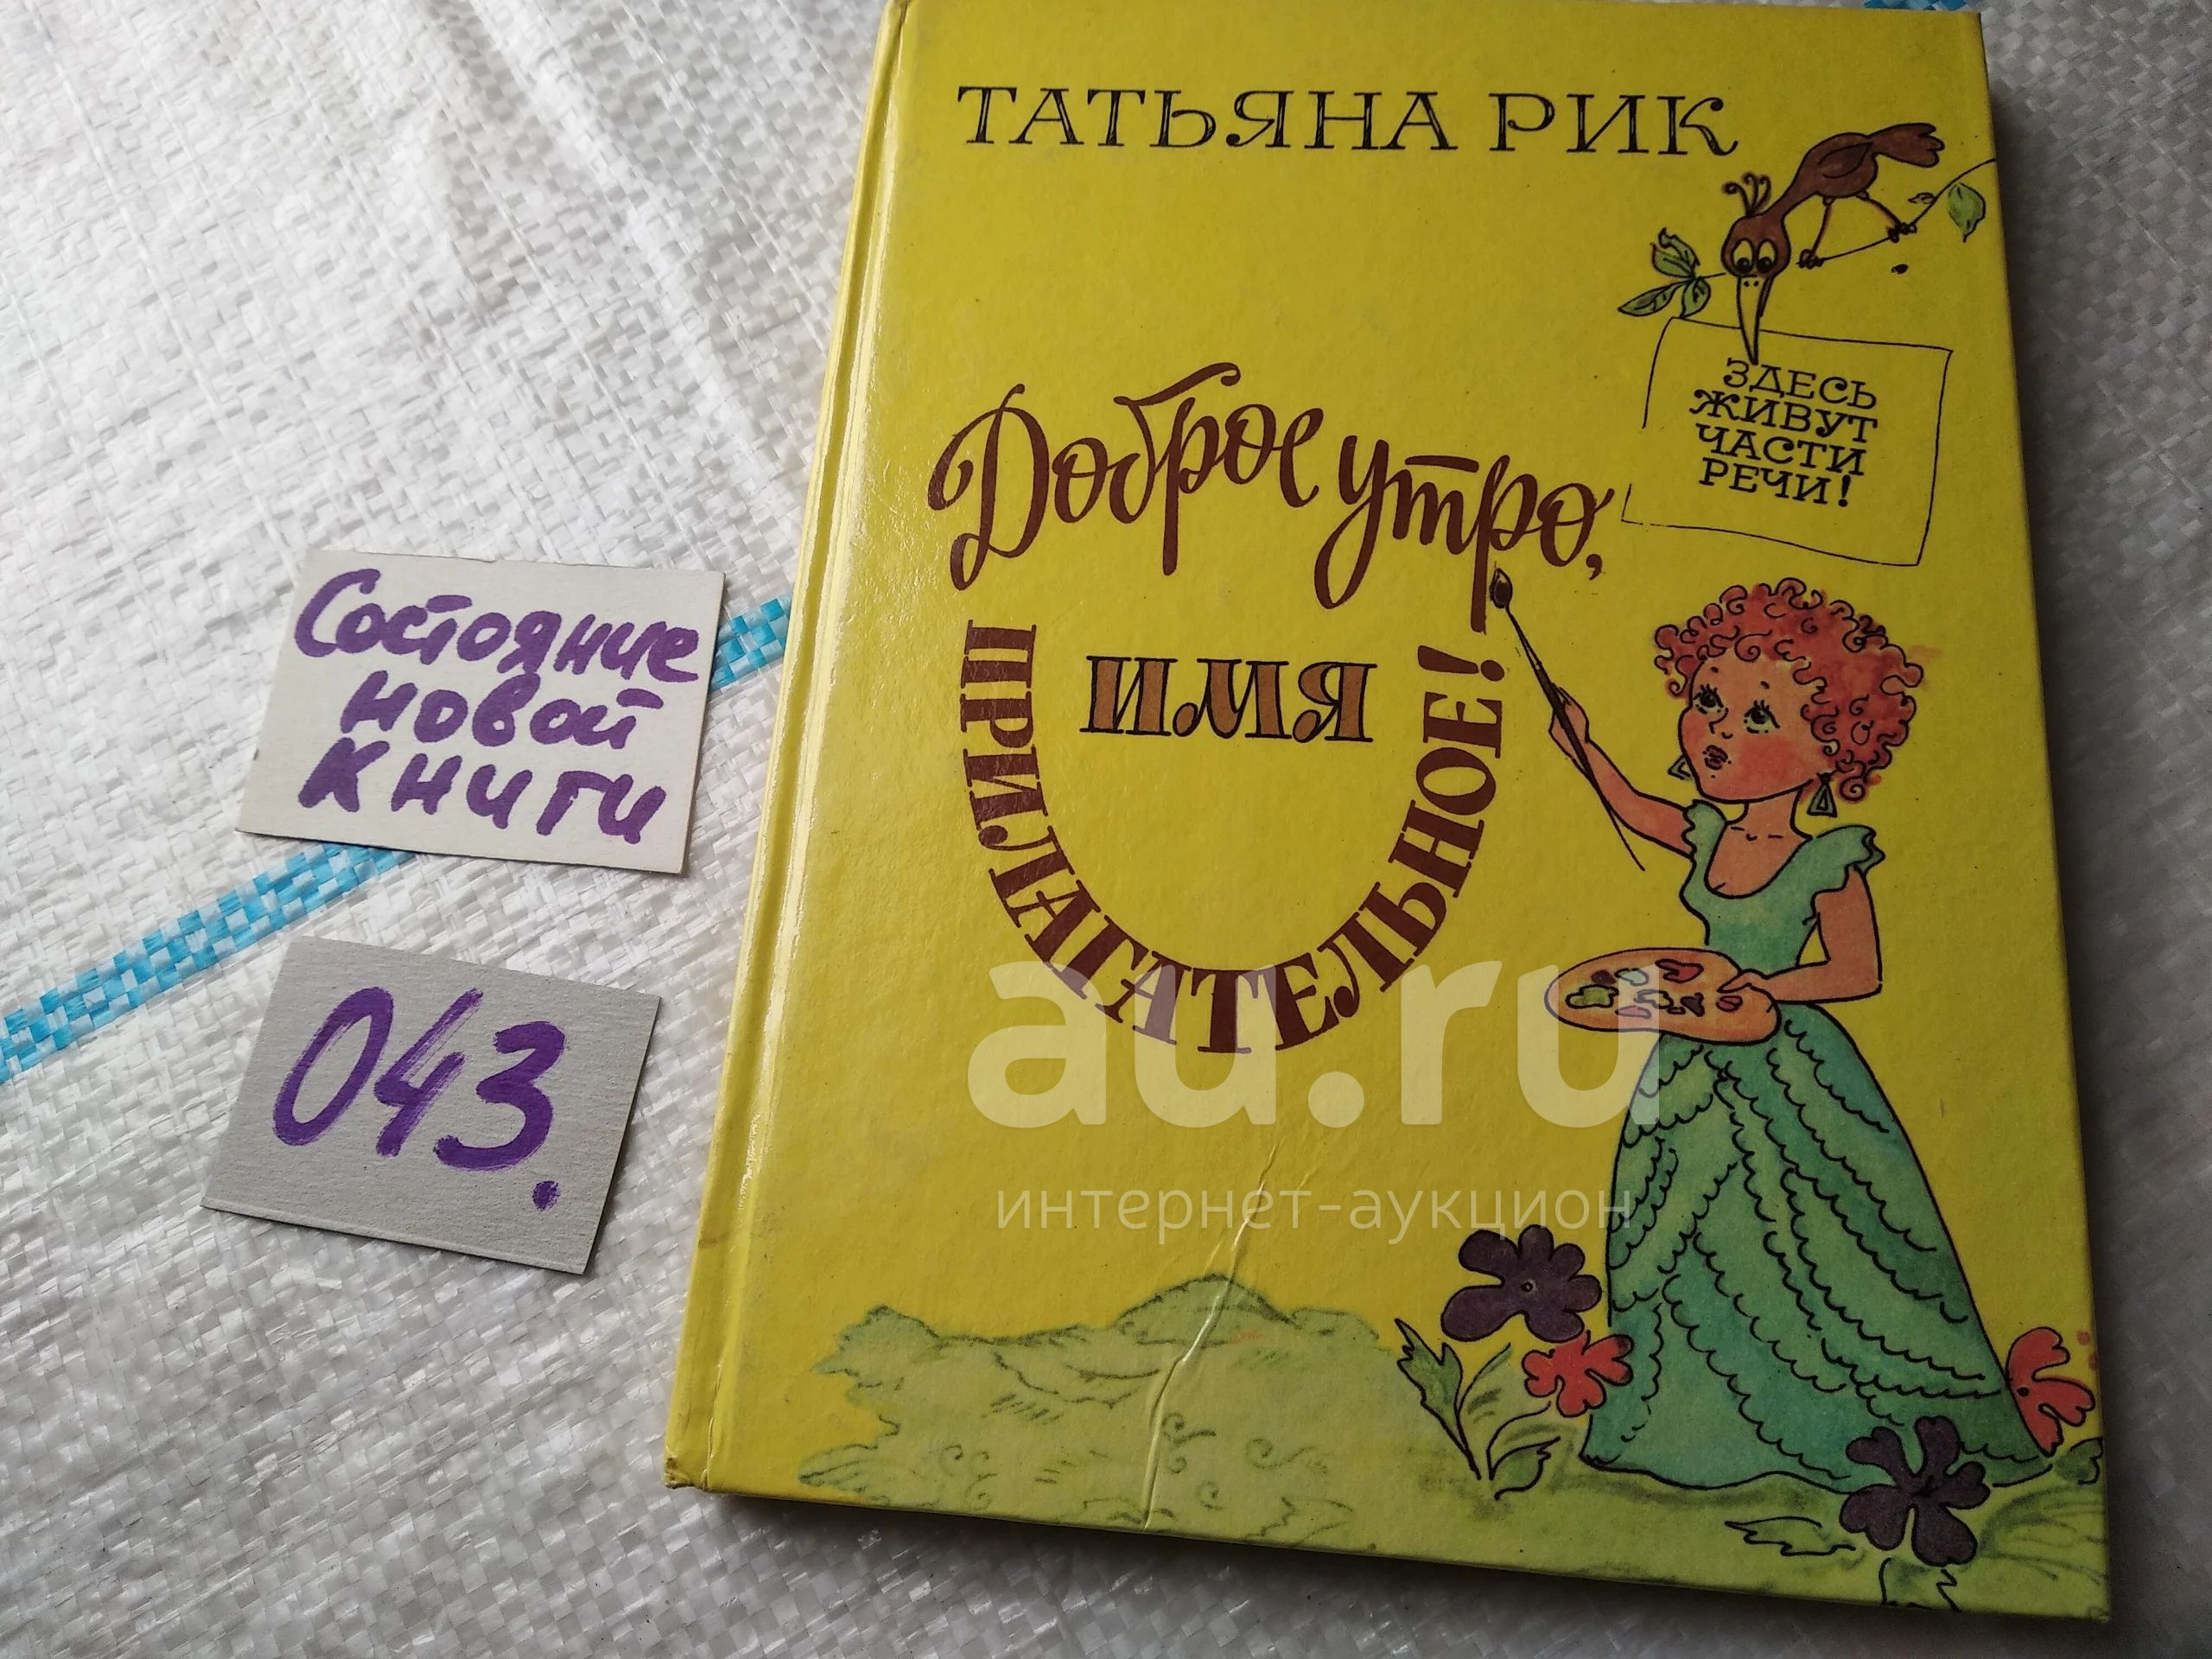 ТАТЬЯНА РИК
ЗДЕСЬ
ЖИВУТ
ЧАСТИ
РЕЧИ!
Доброе утро,
ИМЯ
ПРИЛАГАТЕЛЬНОЕ!
Состояние
новой
книги
043.
au.ru
интернет-аукцион